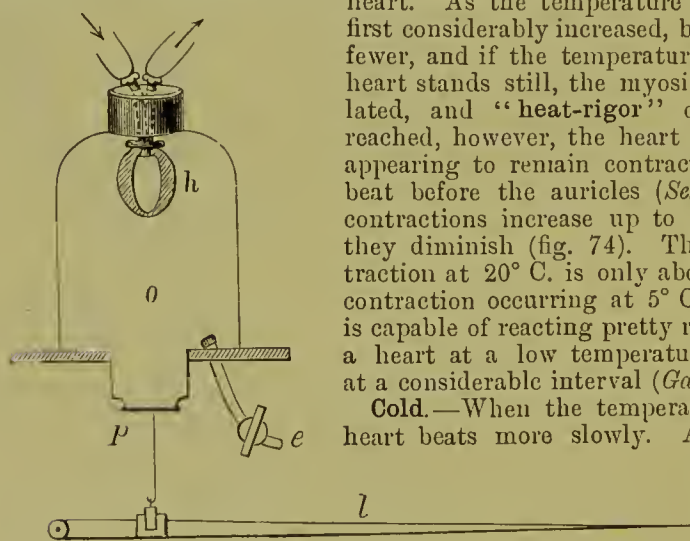 heart. As the temperature
first considerably increased, b
fewer, and if the temperatur
heart stands still, the myosi
lated, and “heat-rigor” o
reached, however, the heart
appearing to remain contract
beat before the auricles (Se
contractions increase up to
they diminish (fig. 74). Th
traction at 20° C. is only abo
contraction occurring at 5° C
is capable of reacting pretty r
a heart at a low temperatu
at a considerable interval (Ga
Cold.—When the tempera
heart beats more slowly. A
h
o
p
e
l